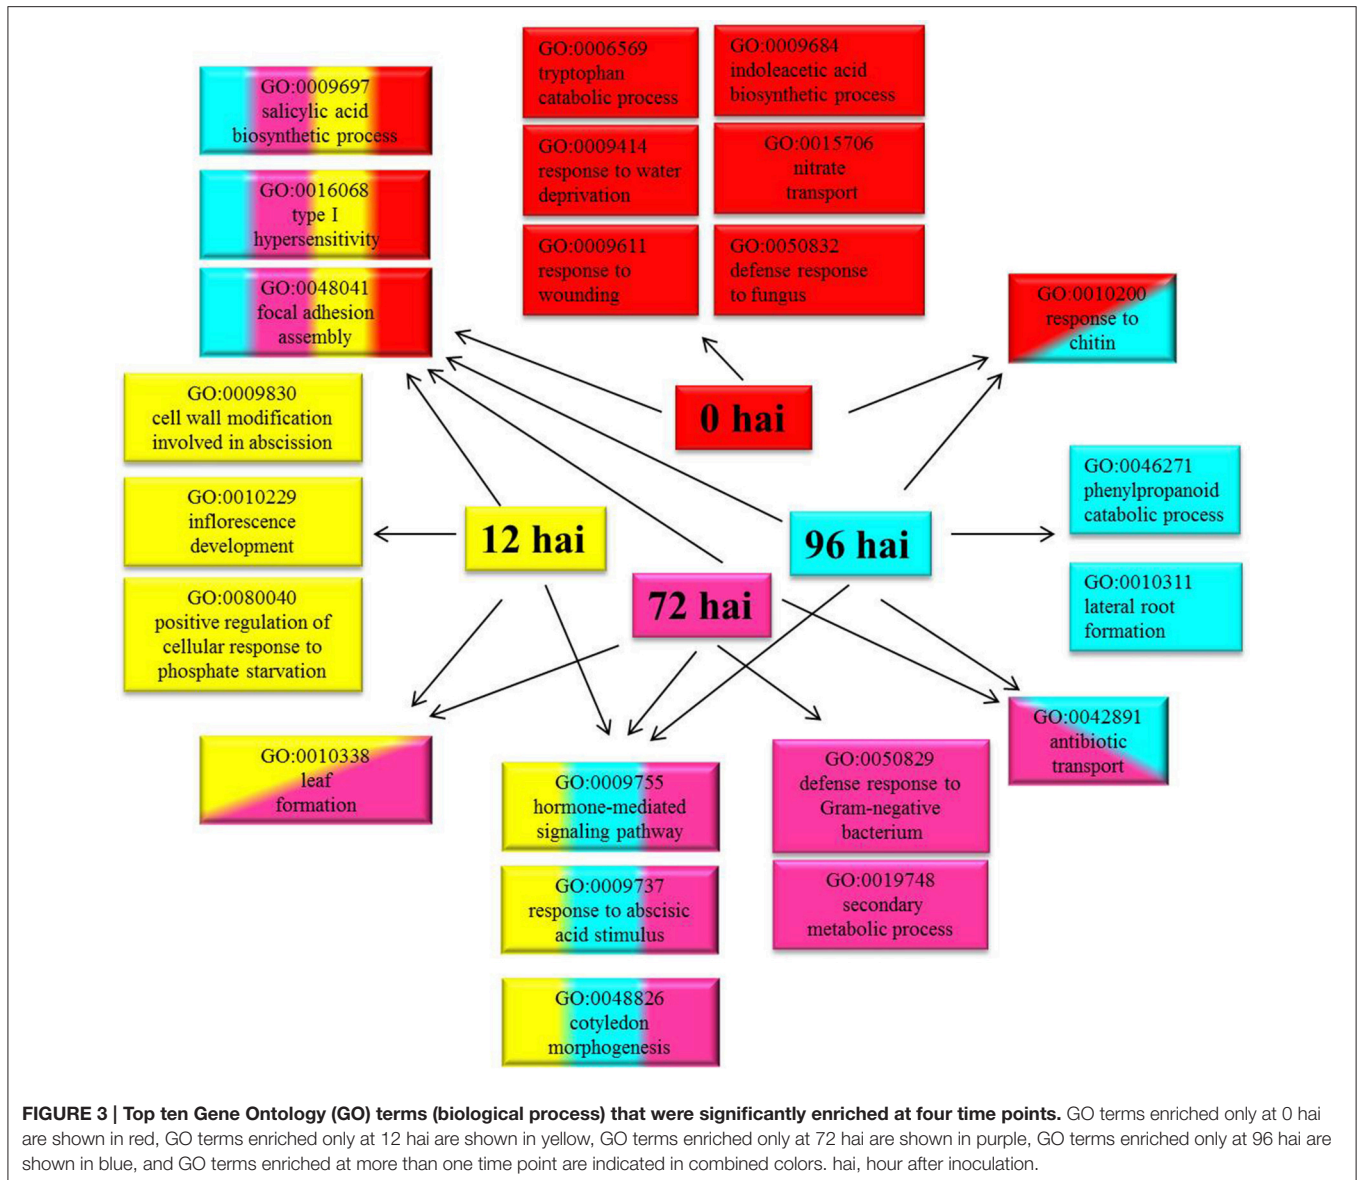 GO:0009697
salicylic acid
biosynthetic process
GO:0016068
type I
hypersensitivity
GO:0048041
focal adhesion
assembly
GO:0006569
tryptophan
catabolic process
GO:0009684
indoleacetic acid
biosynthetic process
GO:0009414
response to water
deprivation
GO:0015706
nitrate
transport
GO:0009611
response to
wounding
GO:0050832
defense response
to fungus
GO:0010200
response to
chitin
GO:0009830
cell wall modification
involved in abscission
GO:0010229
inflorescence
development
GO:0080040
positive regulation of
cellular response to
phosphate starvation
0 hai
12 hai
72 hai
96 hai
GO:0046271
phenylpropanoid
catabolic process
GO:0010311
lateral root
formation
GO:0010338
leaf
formation
GO:0009755
hormone-mediated
signaling pathway
GO:0009737
response to abscisic
acid stimulus
GO:0048826
cotyledon
morphogenesis
GO:0050829
defense response to
Gram-negative
bacterium
GO:0019748
secondary
metabolic process
GO:0042891
antibiotic
transport
FIGURE 3 | Top ten Gene Ontology (GO) terms (biological process) that were significantly enriched at four time points. GO terms enriched only at 0 hai
are shown in red, GO terms enriched only at 12 hai are shown in yellow, GO terms enriched only at 72 hai are shown in purple, GO terms enriched only at 96 hai are
shown in blue, and GO terms enriched at more than one time point are indicated in combined colors. hai, hour after inoculation.